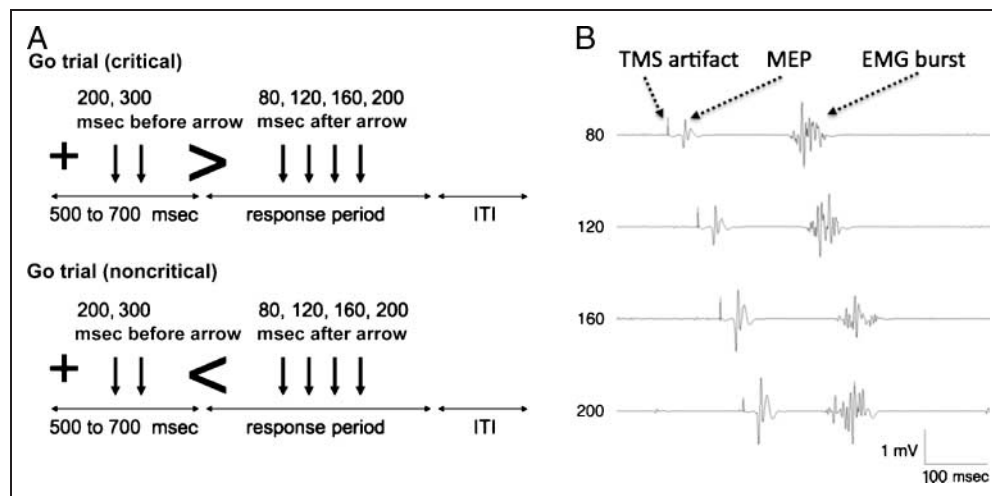 A
Go trial (critical)
200, 300
msec before arrow
80, 120, 160, 200
msec after arrow
+
>
500 to 700 msec
response period
ITI
Go trial (noncritical)
200, 300
msec before arrow
80, 120, 160, 200
msec after arrow
+
<
500 to 700 msec
response period
ITI
B
TMS artifact
MEP
EMG burst
80
120
160
200
1 mV
100 msec